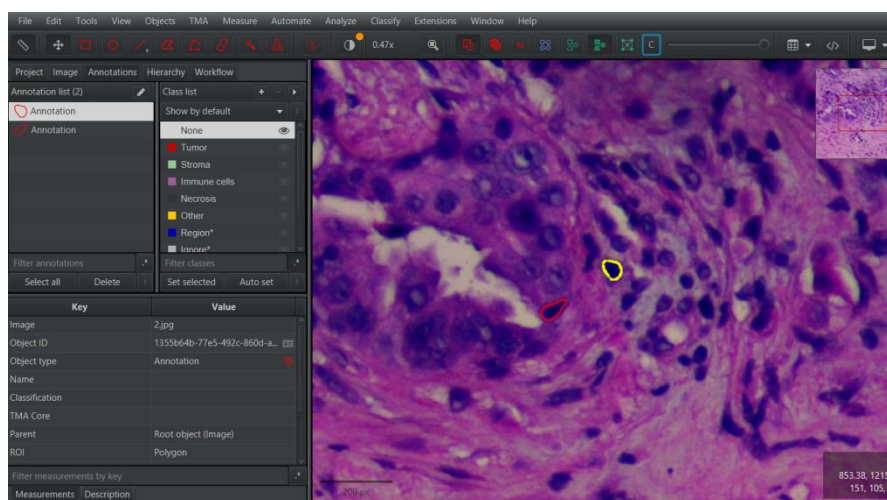 File Edit Tools View Objects TMA Measure Automate Analyze Classify Extensions Window Help
0.47x N C
Project Image Annotations Hierarchy Workflow
Annotation list (2)
Annotation
Annotation
Filter annotations
Select all Delete
Class list
Show by default
None
Tumor
Stroma
Immune cells
Necrosis
Other
Region*
Ignore*
Filter classes
Set selected Auto set
Key Value
Image 2.jpg
Object ID 1355b64b-77e5-492c-860d-a...
Object type Annotation
Name
Classification
TMA Core
Parent Root object (Image)
ROI Polygon
Filter measurements by key
Measurements Description
200 px
853.38, 1215
151, 105,